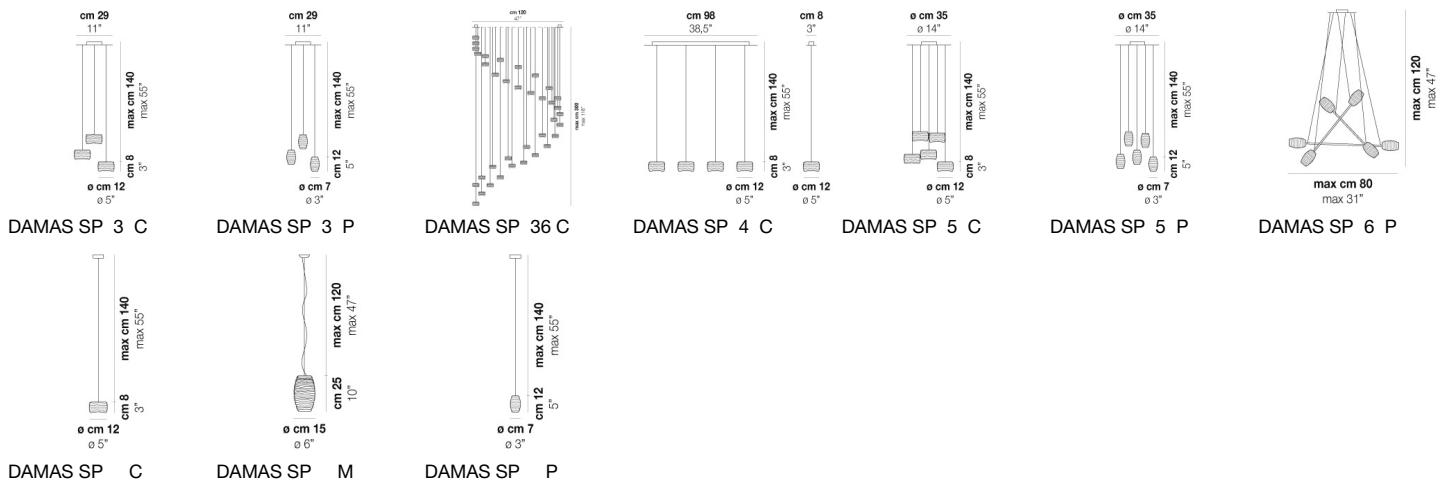 cm 29
11"
max cm 140
max 55"
cm 8
3"
ø cm 12
ø 5"
DAMAS SP 3 C
cm 29
11"
max cm 140
max 55"
cm 12
5"
ø cm 7
ø 3"
DAMAS SP 3 P
cm 120
47"
max 118"
DAMAS SP 36 C
cm 98
38,5"
cm 8
3"
max cm 140
max 55"
cm 8
3"
ø cm 12
ø 5"
ø cm 12
ø 5"
DAMAS SP 4 C
ø cm 35
ø 14"
max cm 140
max 55"
cm 8
3"
ø cm 12
ø 5"
DAMAS SP 5 C
ø cm 35
ø 14"
max cm 140
max 55"
cm 12
5"
ø cm 7
ø 3"
DAMAS SP 5 P
max cm 120
max 47"
max cm 80
max 31"
DAMAS SP 6 P
max cm 140
max 55"
cm 8
3"
ø cm 12
ø 5"
DAMAS SP C
max cm 120
max 47"
cm 25
10"
ø cm 15
ø 6"
DAMAS SP M
max cm 140
max 55"
cm 12
5"
ø cm 7
ø 3"
DAMAS SP P